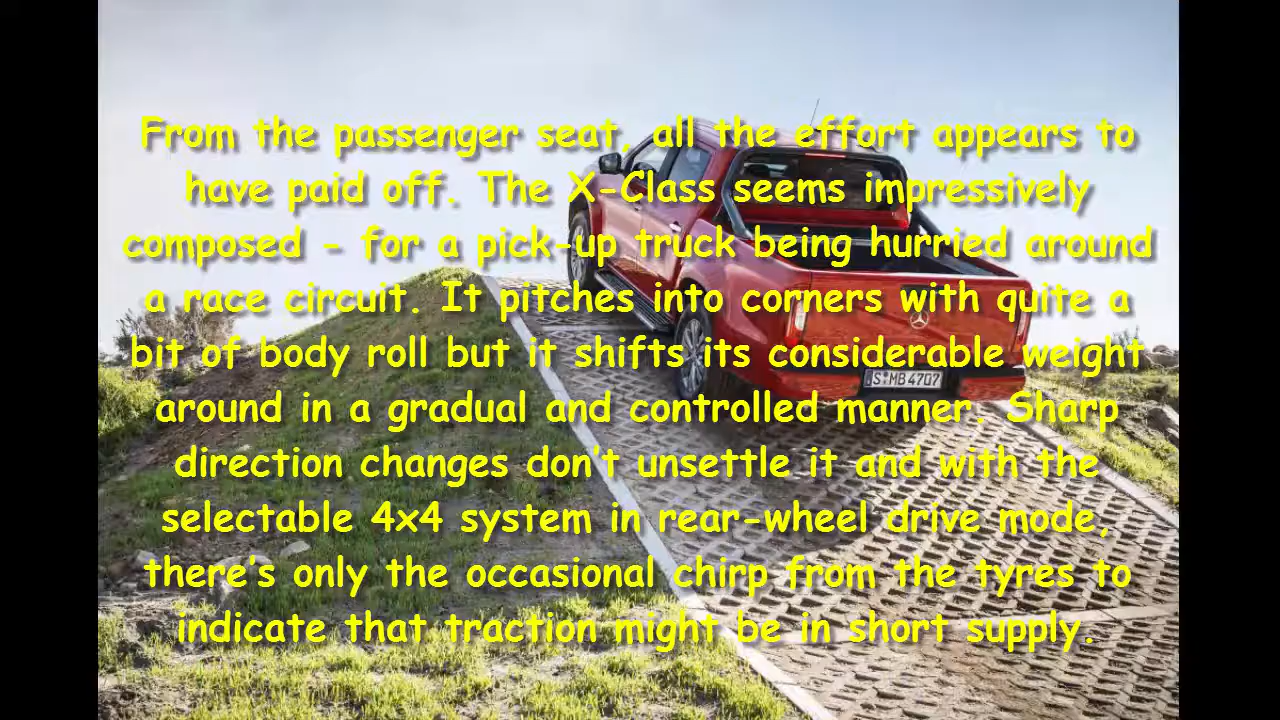 From the passenger seat, all the effort appears to
have paid off. The X-Class seems impressively
composed - for a pick-up truck being hurried around
a race circuit. It pitches into corners with quite a
bit of body roll but it shifts its considerable weight
around in a gradual and controlled manner. Sharp
direction changes don't unsettle it and with the
selectable 4x4 system in rear-wheel drive mode,
there's only the occasional chirp from the tyres to
indicate that traction might be in short supply.
S MB 4707